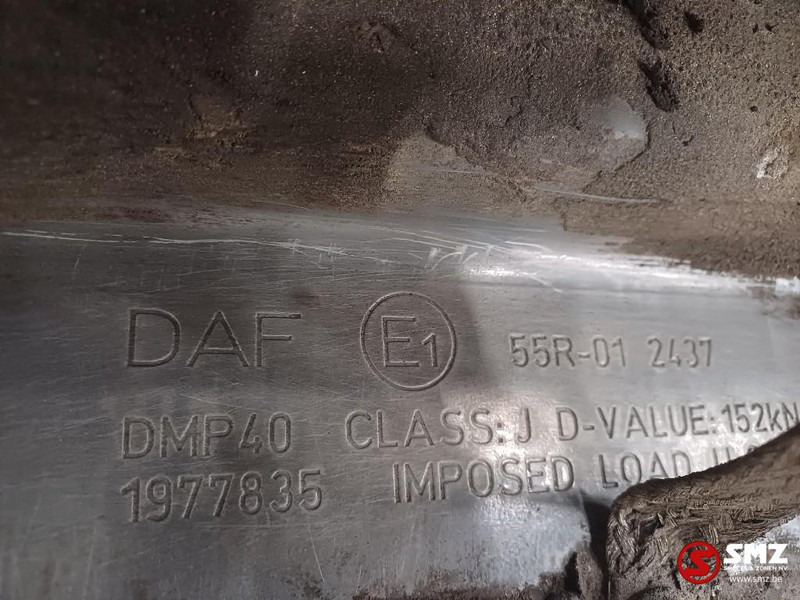 DAF E1 55R-01 2437
DMP40 CLASS:J D-VALUE:152kN
1977835 IMPOSED LOAD
SMZ
www.smz.be